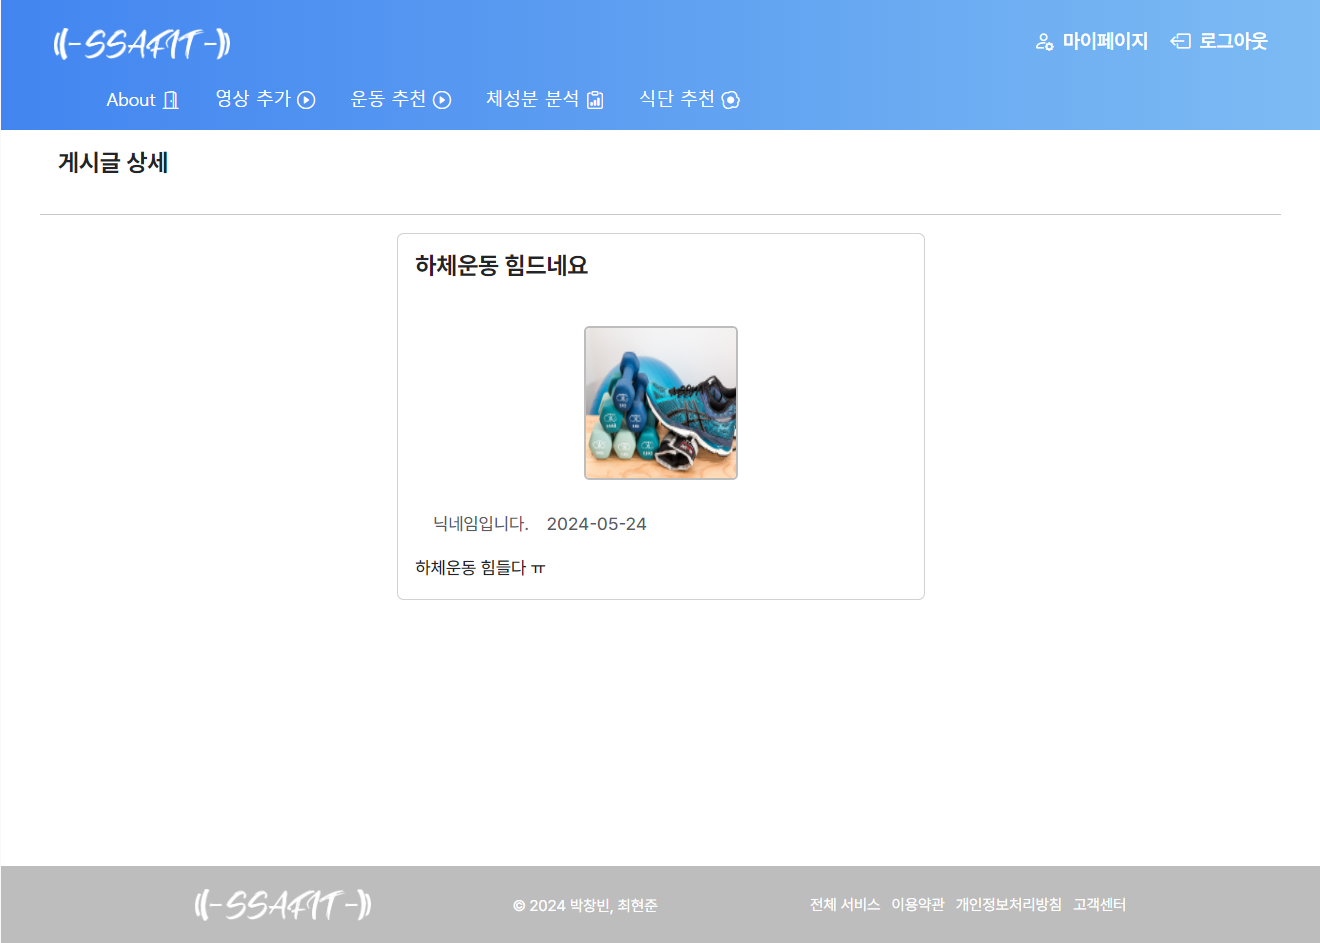 ((-SSAFIT-))
마이페이지 로그아웃
About 영상 추가 운동 추천 체성분 분석 식단 추천
게시글 상세
하체운동 힘드네요
닉네임입니다. 2024-05-24
하체운동 힘들다 ㅠ
((-SSAFIT-))
© 2024 박창빈, 최현준
전체 서비스 이용약관 개인정보처리방침 고객센터